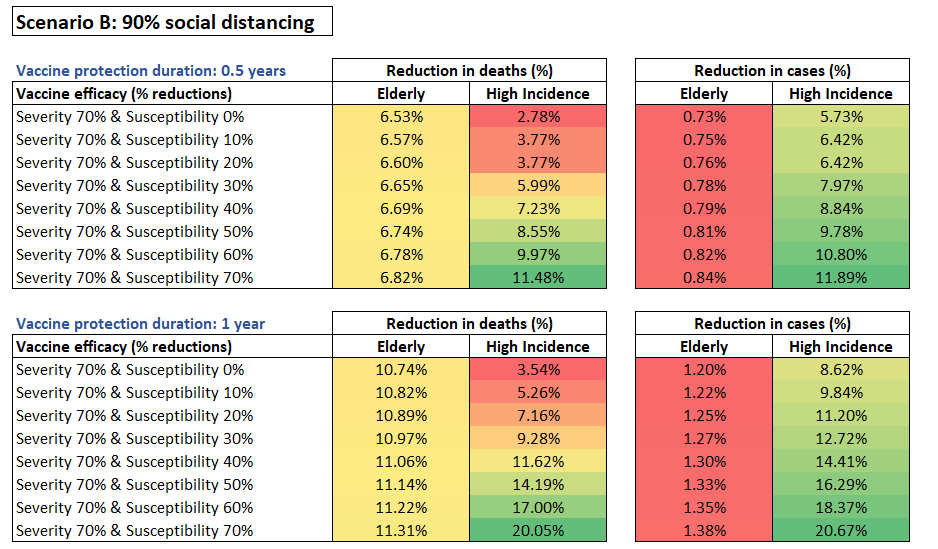 Scenario B: 90% social distancing
Vaccine protection duration: 0.5 years Reduction in deaths (%) Reduction in cases (%)
Vaccine efficacy (% reductions) Elderly High Incidence Elderly High Incidence
Severity 70% & Susceptibility 0% 6.53% 2.78% 0.73% 5.73%
Severity 70% & Susceptibility 10% 6.57% 3.77% 0.75% 6.42%
Severity 70% & Susceptibility 20% 6.60% 3.77% 0.76% 6.42%
Severity 70% & Susceptibility 30% 6.65% 5.99% 0.78% 7.97%
Severity 70% & Susceptibility 40% 6.69% 7.23% 0.79% 8.84%
Severity 70% & Susceptibility 50% 6.74% 8.55% 0.81% 9.78%
Severity 70% & Susceptibility 60% 6.78% 9.97% 0.82% 10.80%
Severity 70% & Susceptibility 70% 6.82% 11.48% 0.84% 11.89%
Vaccine protection duration: 1 year Reduction in deaths (%) Reduction in cases (%)
Vaccine efficacy (% reductions) Elderly High Incidence Elderly High Incidence
Severity 70% & Susceptibility 0% 10.74% 3.54% 1.20% 8.62%
Severity 70% & Susceptibility 10% 10.82% 5.26% 1.22% 9.84%
Severity 70% & Susceptibility 20% 10.89% 7.16% 1.25% 11.20%
Severity 70% & Susceptibility 30% 10.97% 9.28% 1.27% 12.72%
Severity 70% & Susceptibility 40% 11.06% 11.62% 1.30% 14.41%
Severity 70% & Susceptibility 50% 11.14% 14.19% 1.33% 16.29%
Severity 70% & Susceptibility 60% 11.22% 17.00% 1.35% 18.37%
Severity 70% & Susceptibility 70% 11.31% 20.05% 1.38% 20.67%